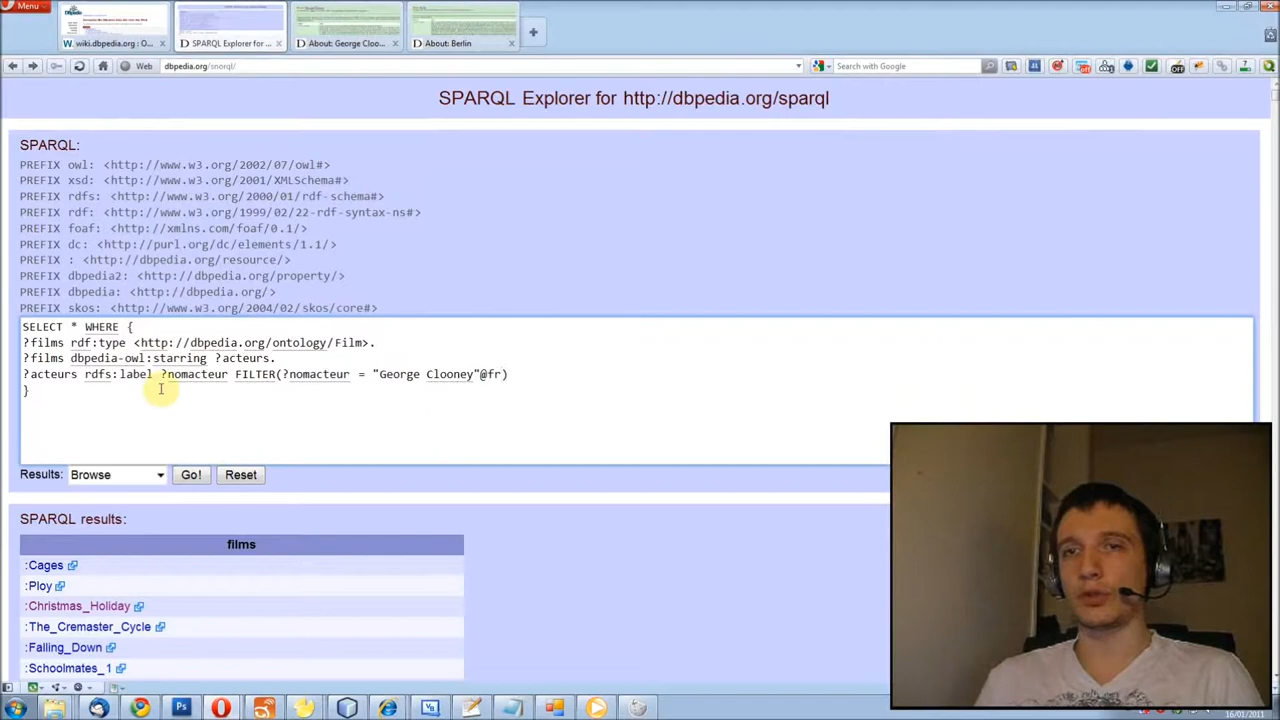 Menu
wiki.dbpedia.org : O...
SPARQL Explorer for ...
About: George Cloo...
About: Berlin
Web
dbpedia.org/snorql/
Search with Google
SPARQL Explorer for http://dbpedia.org/sparql
SPARQL:
PREFIX owl: <http://www.w3.org/2002/07/owl#>
PREFIX xsd: <http://www.w3.org/2001/XMLSchema#>
PREFIX rdfs: <http://www.w3.org/2000/01/rdf-schema#>
PREFIX rdf: <http://www.w3.org/1999/02/22-rdf-syntax-ns#>
PREFIX foaf: <http://xmlns.com/foaf/0.1/>
PREFIX dc: <http://purl.org/dc/elements/1.1/>
PREFIX : <http://dbpedia.org/resource/>
PREFIX dbpedia2: <http://dbpedia.org/property/>
PREFIX dbpedia: <http://dbpedia.org/>
PREFIX skos: <http://www.w3.org/2004/02/skos/core#>
SELECT * WHERE {
?films rdf:type <http://dbpedia.org/ontology/Film>.
?films dbpedia-owl:starring ?acteurs.
?acteurs rdfs:label ?nomacteur FILTER(?nomacteur = "George Clooney"@fr)
}
Results: Browse Go! Reset
SPARQL results:
films
:Cages
:Ploy
:Christmas_Holiday
:The_Cremaster_Cycle
:Falling_Down
:Schoolmates_1
16/01/2011